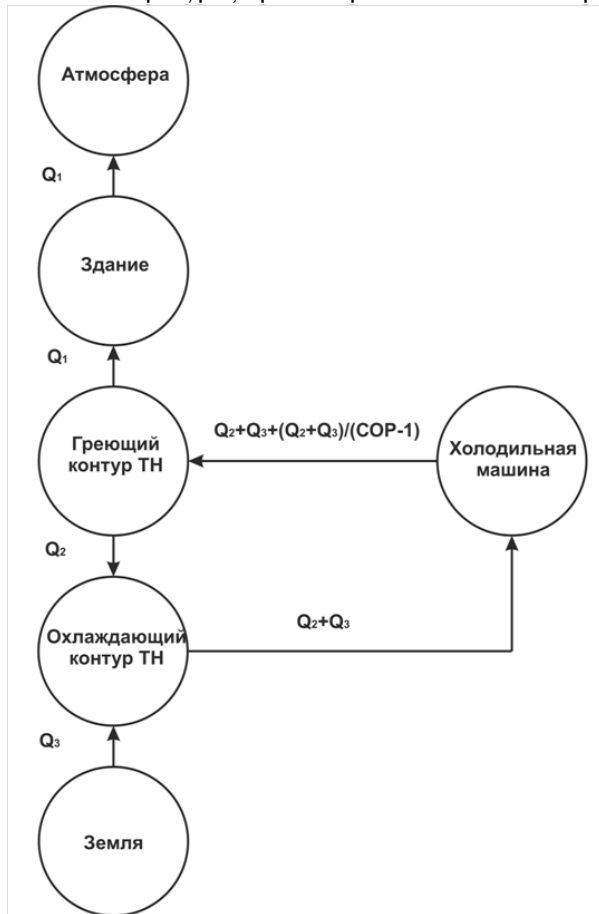 Атмосфера
Q₁
Здание
Q₁
Q₂+Q₃+(Q₂+Q₃)/(COP-1)
Греющий
контур ТН
Холодильная
машина
Q₂
Охлаждающий
контур ТН
Q₂+Q₃
Q₃
Земля